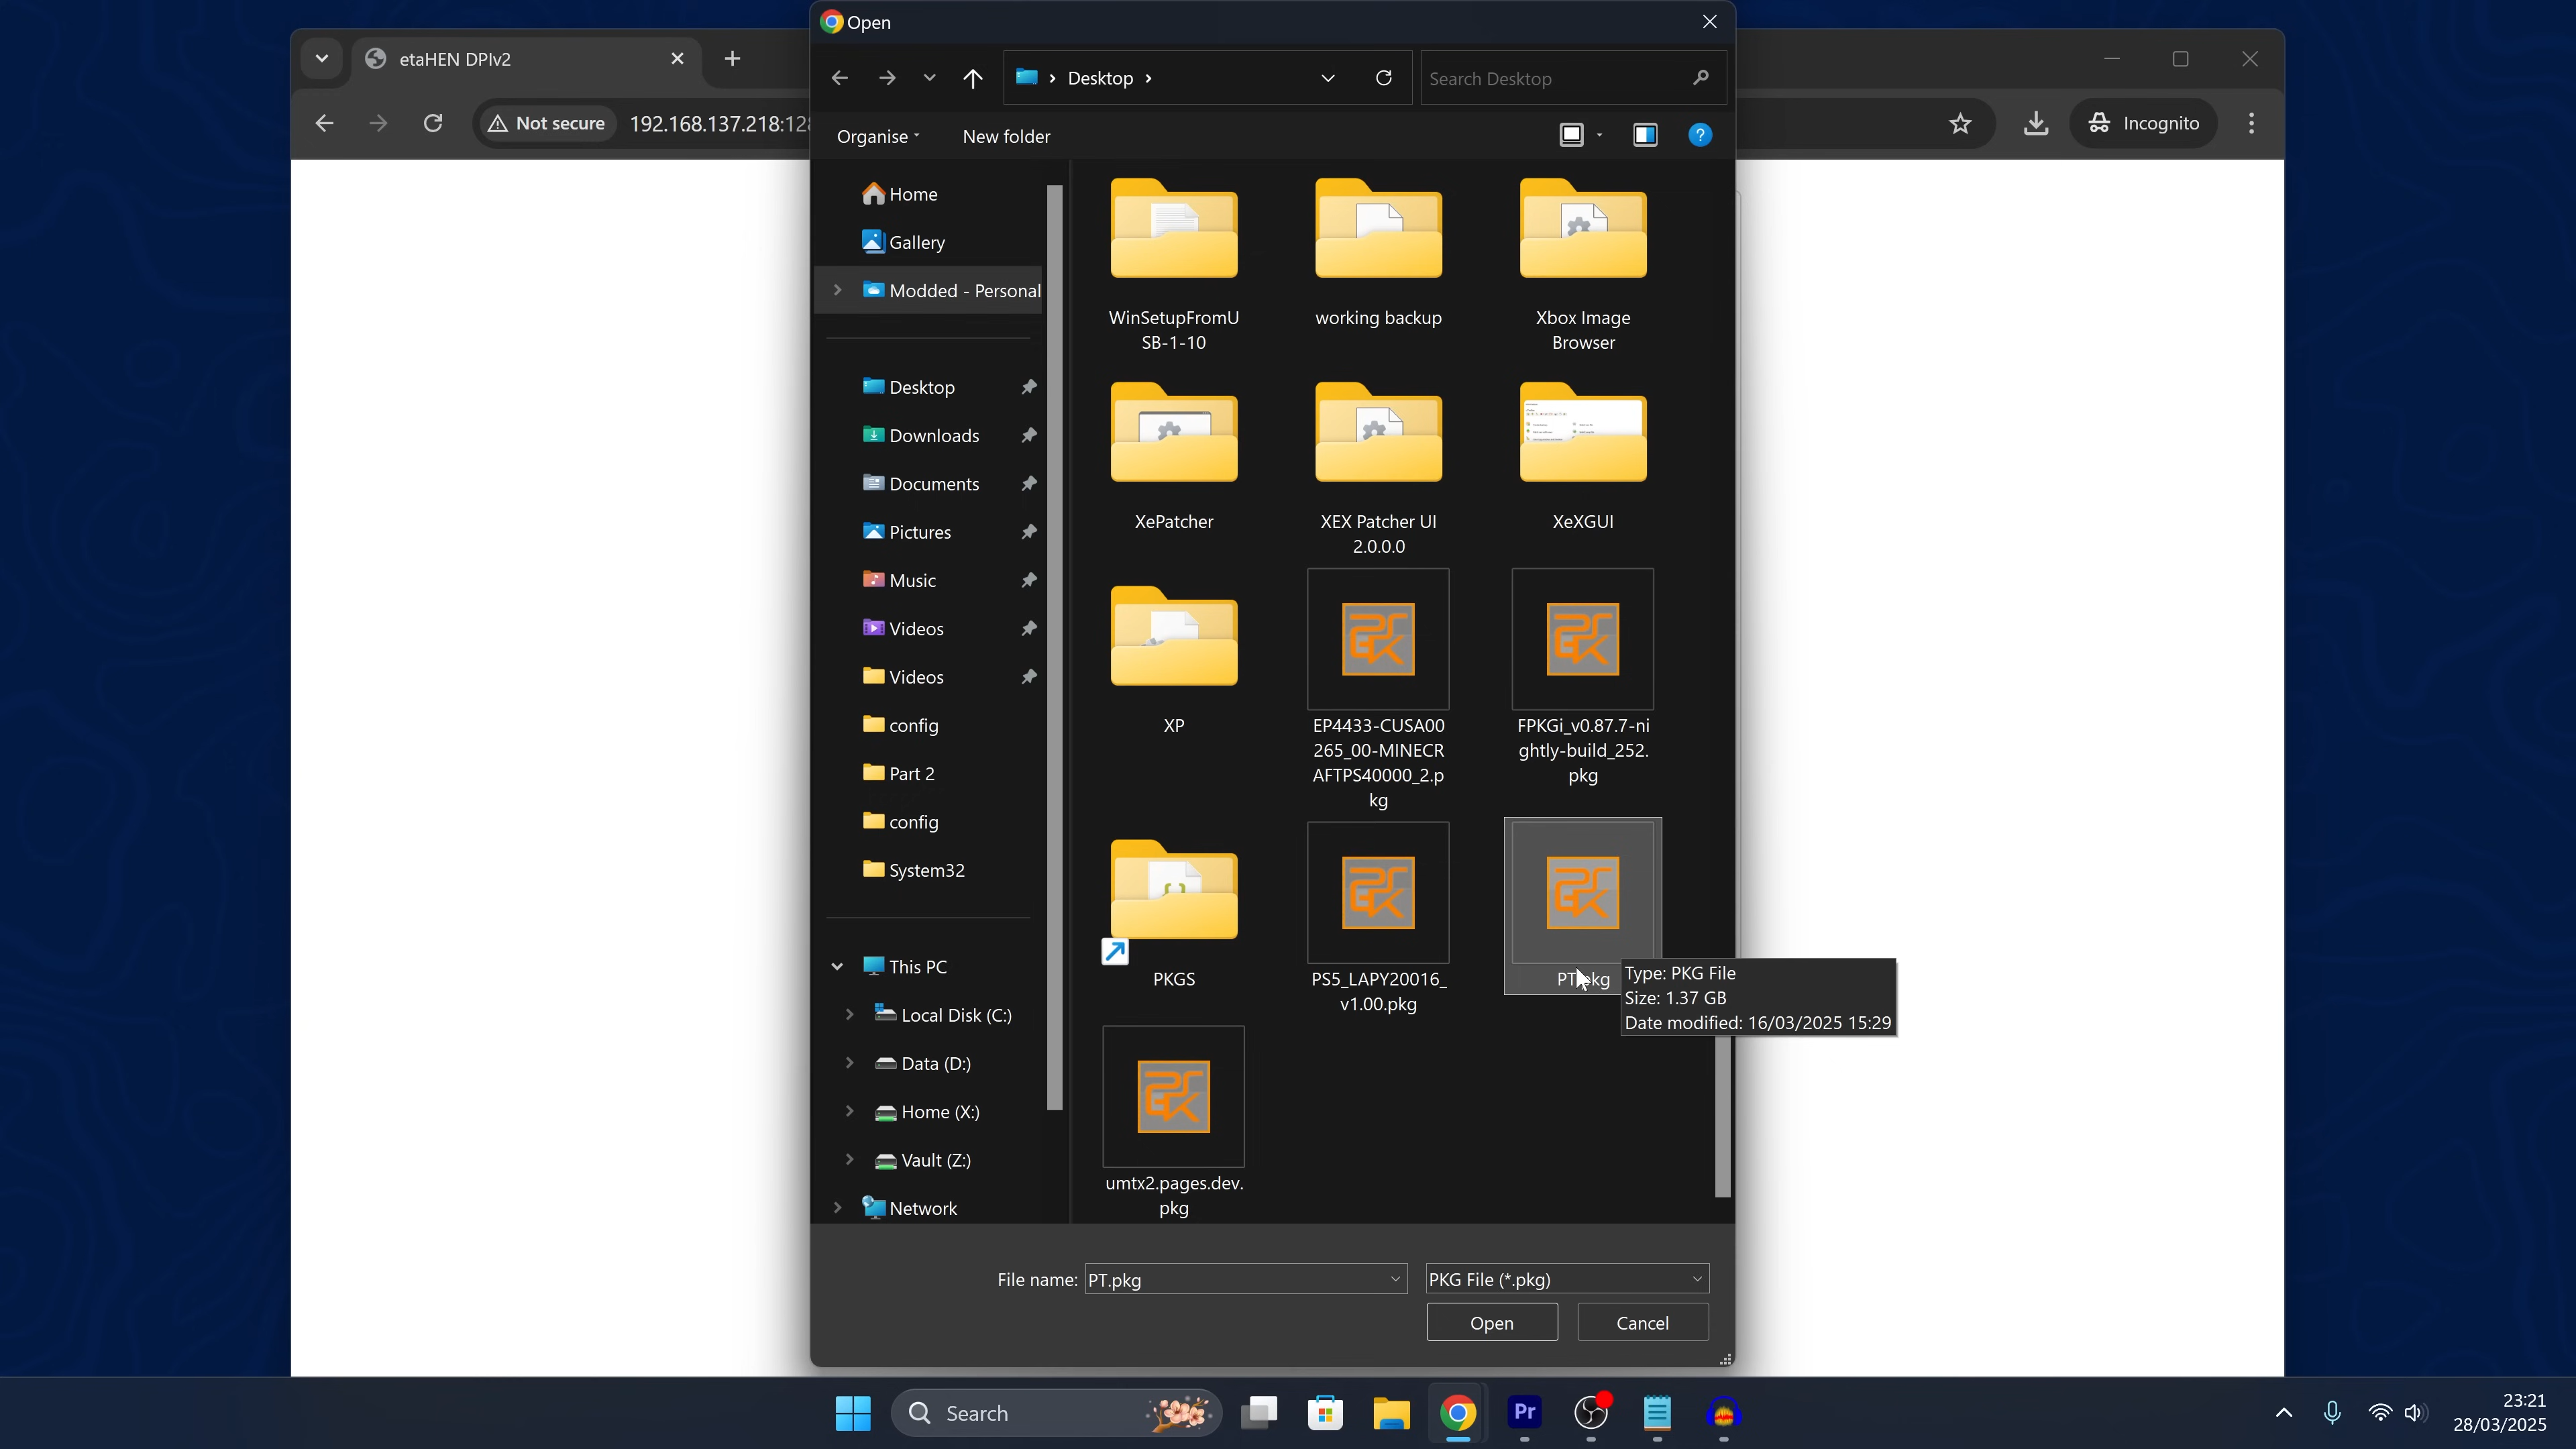 Open
etaHEN DPIv2
Not secure
192.168.137.218:12
Incognito
Desktop
Search Desktop
Organise
New folder
Home
Gallery
Modded - Personal
Desktop
Downloads
Documents
Pictures
Music
Videos
Videos
config
Part 2
config
System32
This PC
Local Disk (C:)
Data (D:)
Home (X:)
Vault (Z:)
Network
WinSetupFromU
SB-1-10
working backup
Xbox Image
Browser
XePatcher
XEX Patcher UI
2.0.0.0
XeXGUI
XP
EP4433-CUSA00
265_00-MINECR
AFTPS40000_2.p
kg
FPKGi_v0.87.7-ni
ghtly-build_252.
pkg
PKGS
PS5_LAPY20016_
v1.00.pkg
PT.pkg
Type: PKG File
Size: 1.37 GB
Date modified: 16/03/2025 15:29
umtx2.pages.dev.
pkg
File name:
PT.pkg
PKG File (*.pkg)
Open
Cancel
Search
Pr
23:21
28/03/2025